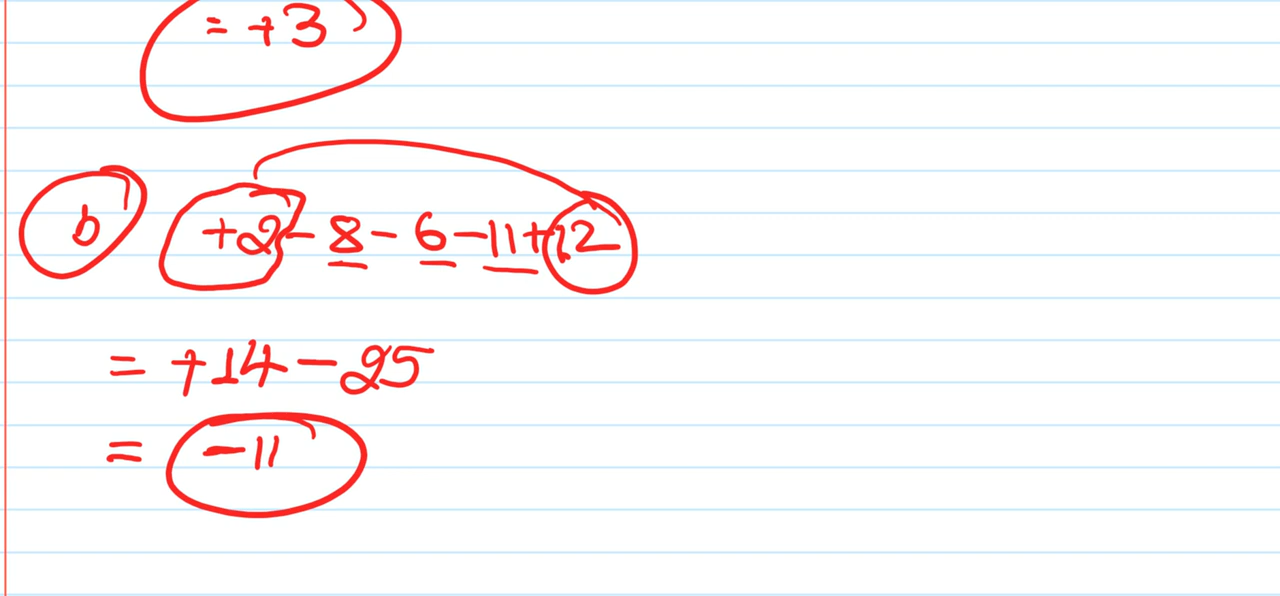 = +3
b +2 - 8 - 6 - 11 + 12
= +14 - 25
= -11